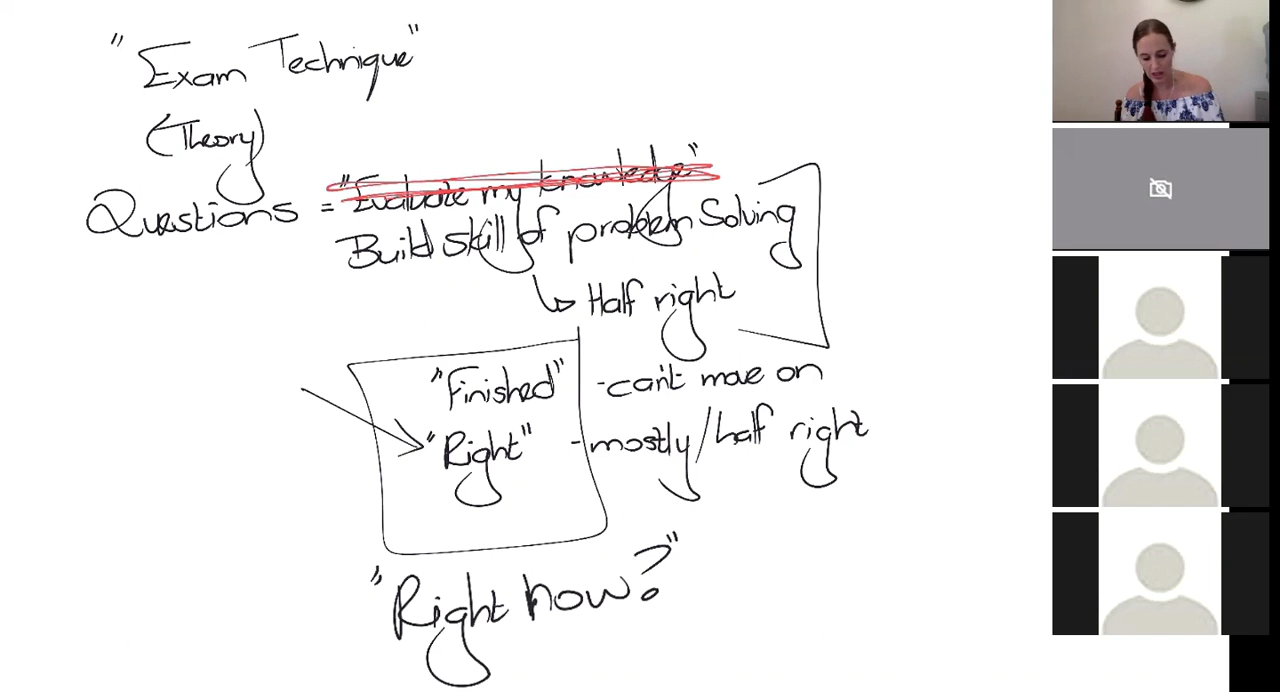 "Exam Technique"
(Theory)
Questions = "Evaluate my knowledge"
Build skill of problem Solving
↳ Half right
"Finished" - can't move on
"Right" - mostly/half right
"Right now?"